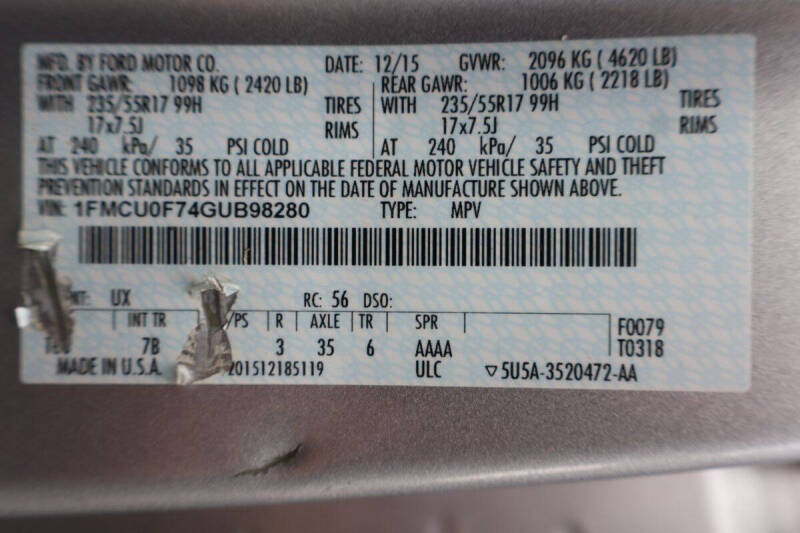 MFD. BY FORD MOTOR CO. DATE: 12/15 GVWR: 2096 KG ( 4620 LB)
FRONT GAWR: 1098 KG ( 2420 LB) REAR GAWR: 1006 KG ( 2218 LB)
WITH 235/55R17 99H TIRES WITH 235/55R17 99H TIRES
17x7.5J RIMS 17x7.5J RIMS
AT 240 kPa/ 35 PSI COLD AT 240 kPa/ 35 PSI COLD
THIS VEHICLE CONFORMS TO ALL APPLICABLE FEDERAL MOTOR VEHICLE SAFETY AND THEFT
PREVENTION STANDARDS IN EFFECT ON THE DATE OF MANUFACTURE SHOWN ABOVE.
VIN: 1FMCU0F74GUB98280 TYPE: MPV
UX RC: 56 DSO:
INT TR /PS R AXLE TR SPR F0079
7B 3 35 6 AAAA T0318
MADE IN U.S.A. 201512185119 ULC ▽5U5A-3520472-AA